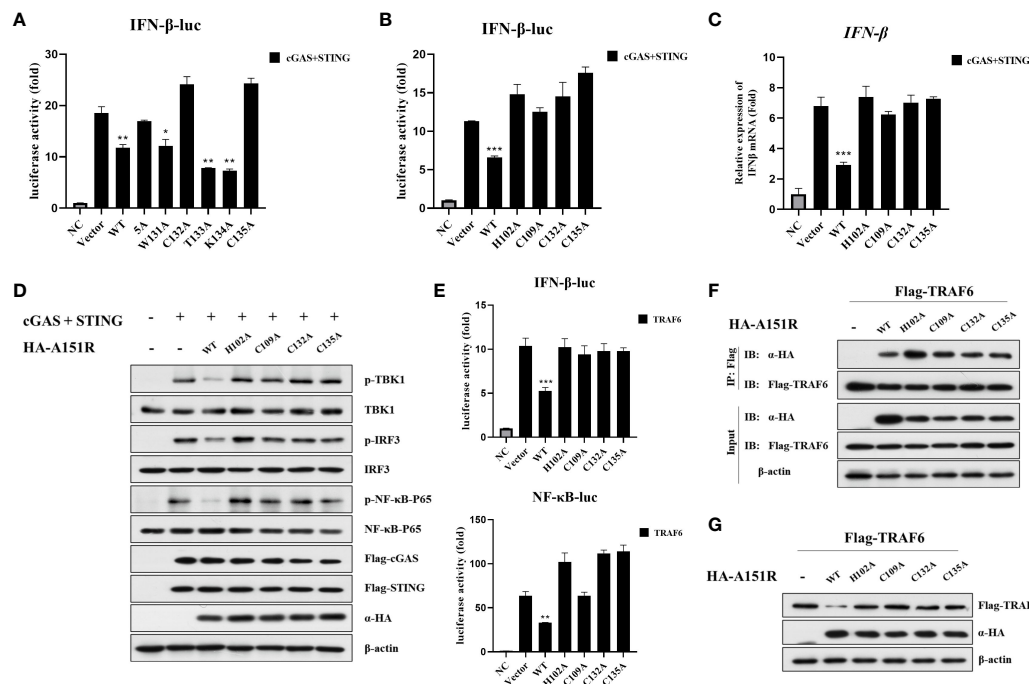 A
IFN-β-luc
cGAS+STING
luciferase activity (fold)
30
20
10
0
NC
Vector
WT
5A
W131A
C132A
T133A
K134A
C135A
**
*
**
**
B
IFN-β-luc
cGAS+STING
luciferase activity (fold)
20
15
10
5
0
NC
Vector
WT
H102A
C109A
C132A
C135A
***
C
IFN-β
cGAS+STING
Relative expression of
IFNβ mRNA (Fold)
10
8
6
4
2
0
NC
Vector
WT
H102A
C109A
C132A
C135A
***
D
cGAS + STING - + + + + + +
HA-A151R - - WT H102A C109A C132A C135A
p-TBK1
TBK1
p-IRF3
IRF3
p-NF-κB-P65
NF-κB-P65
Flag-cGAS
Flag-STING
α-HA
β-actin
E
IFN-β-luc
TRAF6
luciferase activity (fold)
15
10
5
0
NC
Vector
WT
H102A
C109A
C132A
C135A
***
NF-κB-luc
TRAF6
luciferase activity (fold)
150
100
50
0
NC
Vector
WT
H102A
C109A
C132A
C135A
**
F
Flag-TRAF6
HA-A151R - WT H102A C109A C132A C135A
IP: Flag
IB: α-HA
IB: Flag-TRAF6
Input
IB: α-HA
IB: Flag-TRAF6
β-actin
G
Flag-TRAF6
HA-A151R - WT H102A C109A C132A C135A
Flag-TRAF
α-HA
β-actin